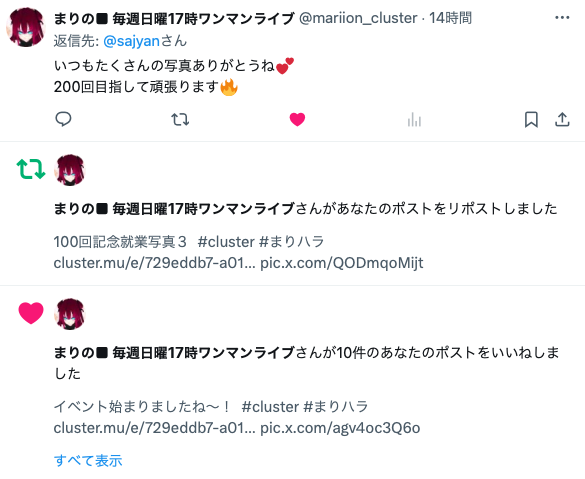 まりの■ 毎週日曜17時ワンマンライブ @mariion_cluster · 14時間
返信先: @sajyanさん
いつもたくさんの写真ありがとうね💕
200回目指して頑張ります🔥
まりの■ 毎週日曜17時ワンマンライブさんがあなたのポストをリポストしました
100回記念就業写真３ #cluster #まりハラ
cluster.mu/e/729eddb7-a01... pic.x.com/QODmqoMijt
まりの■ 毎週日曜17時ワンマンライブさんが10件のあなたのポストをいいねしま
した
イベント始まりましたね〜！ #cluster #まりハラ
cluster.mu/e/729eddb7-a01... pic.x.com/agv4oc3Q6o
すべて表示